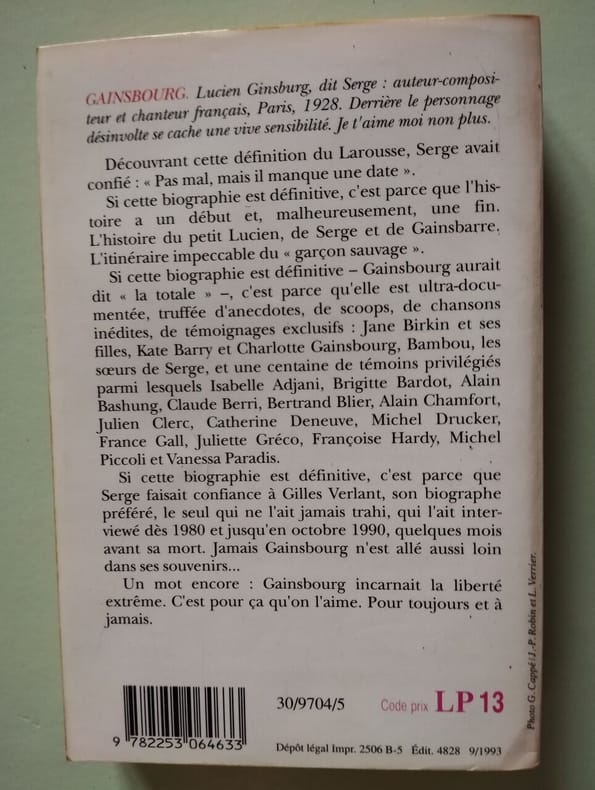 GAINSBOURG. Lucien Ginsburg, dit Serge : auteur-composi-
teur et chanteur français, Paris, 1928. Derrière le personnage
désinvolte se cache une vive sensibilité. Je t'aime moi non plus.
Découvrant cette définition du Larousse, Serge avait
confié : « Pas mal, mais il manque une date ».
Si cette biographie est définitive, c'est parce que l'his-
toire a un début et, malheureusement, une fin.
L'histoire du petit Lucien, de Serge et de Gainsbarre.
L'itinéraire impeccable du « garçon sauvage ».
Si cette biographie est définitive – Gainsbourg aurait
dit « la totale » –, c'est parce qu'elle est ultra-docu-
mentée, truffée d'anecdotes, de scoops, de chansons
inédites, de témoignages exclusifs : Jane Birkin et ses
filles, Kate Barry et Charlotte Gainsbourg, Bambou, les
sœurs de Serge, et une centaine de témoins privilégiés
parmi lesquels Isabelle Adjani, Brigitte Bardot, Alain
Bashung, Claude Berri, Bertrand Blier, Alain Chamfort,
Julien Clerc, Catherine Deneuve, Michel Drucker,
France Gall, Juliette Gréco, Françoise Hardy, Michel
Piccoli et Vanessa Paradis.
Si cette biographie est définitive, c'est parce que
Serge faisait confiance à Gilles Verlant, son biographe
préféré, le seul qui ne l'ait jamais trahi, qui l'ait inter-
viewé dès 1980 et jusqu'en octobre 1990, quelques mois
avant sa mort. Jamais Gainsbourg n'est allé aussi loin
dans ses souvenirs...
Un mot encore : Gainsbourg incarnait la liberté
extrême. C'est pour ça qu'on l'aime. Pour toujours et à
jamais.
Photo G. Cappé / J.-P. Robin et L. Verrier.
30/9704/5 Code prix LP 13
9 782253 064633
Dépôt légal Impr. 2506 B-5 Édit. 4828 9/1993